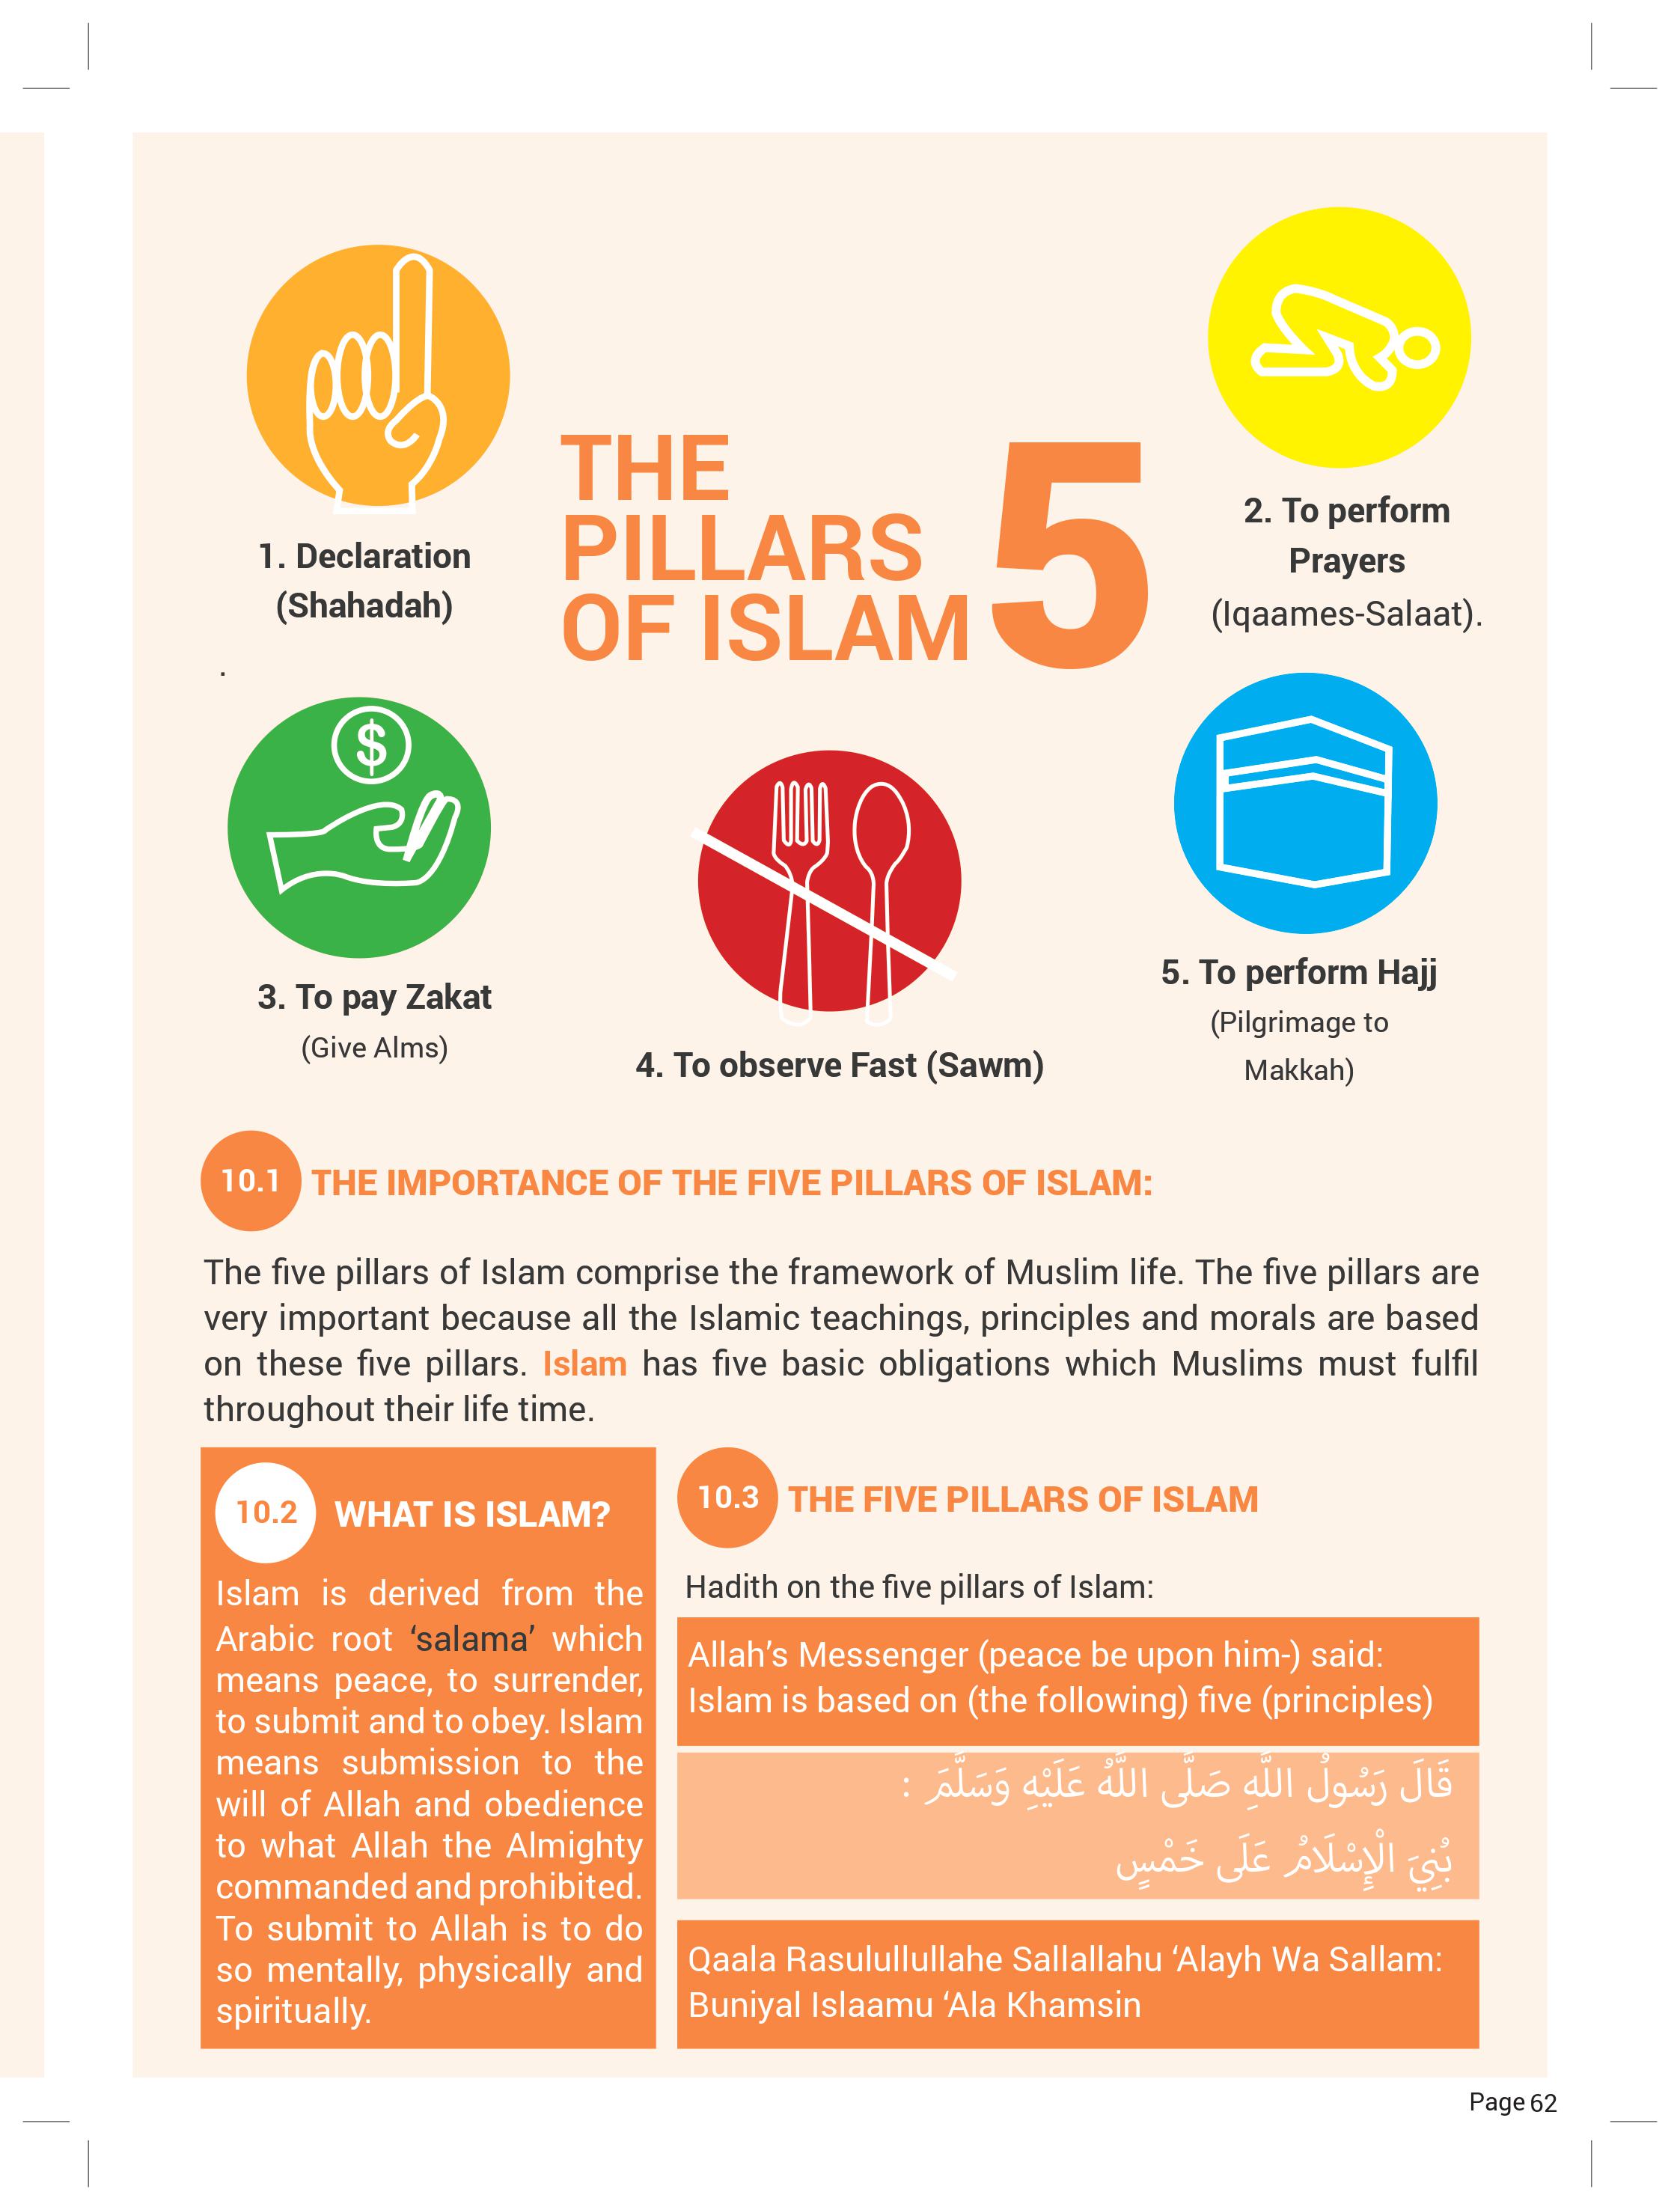 THE
PILLARS
OF ISLAM
5
1. Declaration
(Shahadah)
.
2. To perform
Prayers
(Iqaames-Salaat).
$
3. To pay Zakat
(Give Alms)
4. To observe Fast (Sawm)
5. To perform Hajj
(Pilgrimage to
Makkah)
10.1 THE IMPORTANCE OF THE FIVE PILLARS OF ISLAM:
The five pillars of Islam comprise the framework of Muslim life. The five pillars are
very important because all the Islamic teachings, principles and morals are based
on these five pillars. Islam has five basic obligations which Muslims must fulfil
throughout their life time.
10.2 WHAT IS ISLAM?
Islam is derived from the
Arabic root ‘salama’ which
means peace, to surrender,
to submit and to obey. Islam
means submission to the
will of Allah and obedience
to what Allah the Almighty
commanded and prohibited.
To submit to Allah is to do
so mentally, physically and
spiritually.
10.3 THE FIVE PILLARS OF ISLAM
Hadith on the five pillars of Islam:
Allah’s Messenger (peace be upon him-) said:
Islam is based on (the following) five (principles)
قَالَ رَسُولُ اللَّهِ صَلَّى اللَّهُ عَلَيْهِ وَسَلَّمَ :
بُنِيَ الْإِسْلَامُ عَلَى خَمْسٍ
Qaala Rasulullullahe Sallallahu ‘Alayh Wa Sallam:
Buniyal Islaamu ‘Ala Khamsin
Page 62